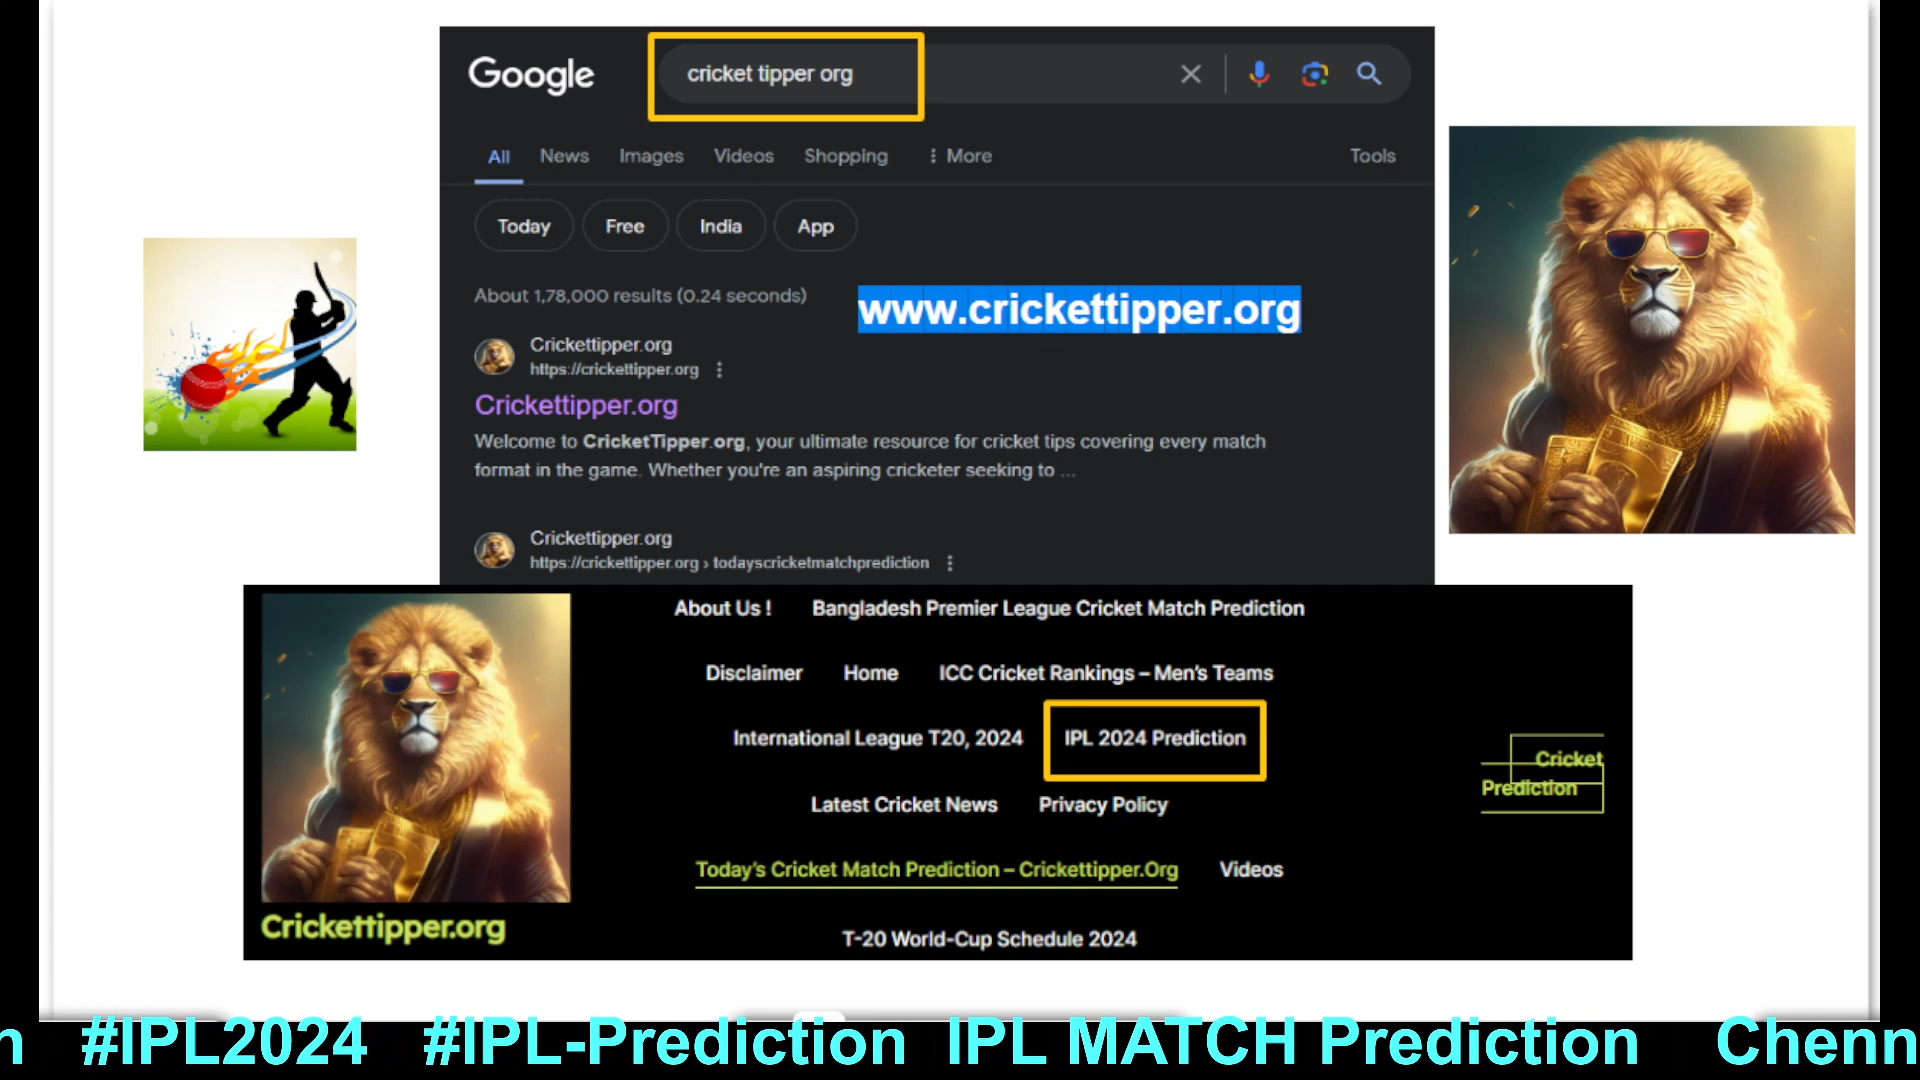 Google
cricket tipper org
All News Images Videos Shopping More Tools
Today Free India App
About 1,78,000 results (0.24 seconds)
www.crickettipper.org
Crickettipper.org
https://crickettipper.org
Crickettipper.org
Welcome to CricketTipper.org, your ultimate resource for cricket tips covering every match
format in the game. Whether you're an aspiring cricketer seeking to ...
Crickettipper.org
https://crickettipper.org › todayscricketmatchprediction
About Us ! Bangladesh Premier League Cricket Match Prediction
Disclaimer Home ICC Cricket Rankings – Men's Teams
International League T20, 2024 IPL 2024 Prediction
Latest Cricket News Privacy Policy
Today's Cricket Match Prediction – Crickettipper.Org Videos
T-20 World-Cup Schedule 2024
Crickettipper.org
Cricket
Prediction
n #IPL2024 #IPL-Prediction IPL MATCH Prediction Chenn